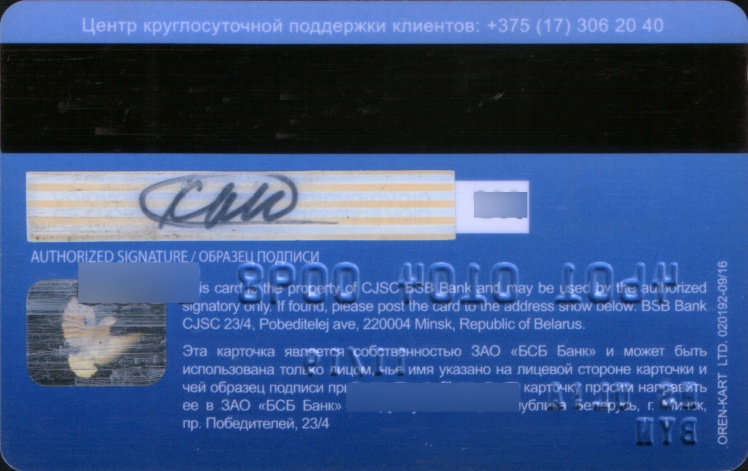 Центр круглосуточной поддержки клиентов: +375 (17) 306 20 40
AUTHORIZED SIGNATURE / ОБРАЗЕЦ ПОДПИСИ
card is the property of CJSC BSB Bank and may be used by the authorized
signatory only. If found, please post the card to the address show below. BSB Bank
CJSC 23/4, Pobeditelej ave, 220004 Minsk, Republic of Belarus.
Эта карточка является собственностью ЗАО «БСБ Банк» и может быть
использована только лицом, чьё имя указано на лицевой стороне карточки и
чей образец подписи карточку просим направить
ее в ЗАО «БСБ Банк» Беларусь, г. Минск,
пр. Победителей, 23/4
OREN-KART LTD. 020192-09/16